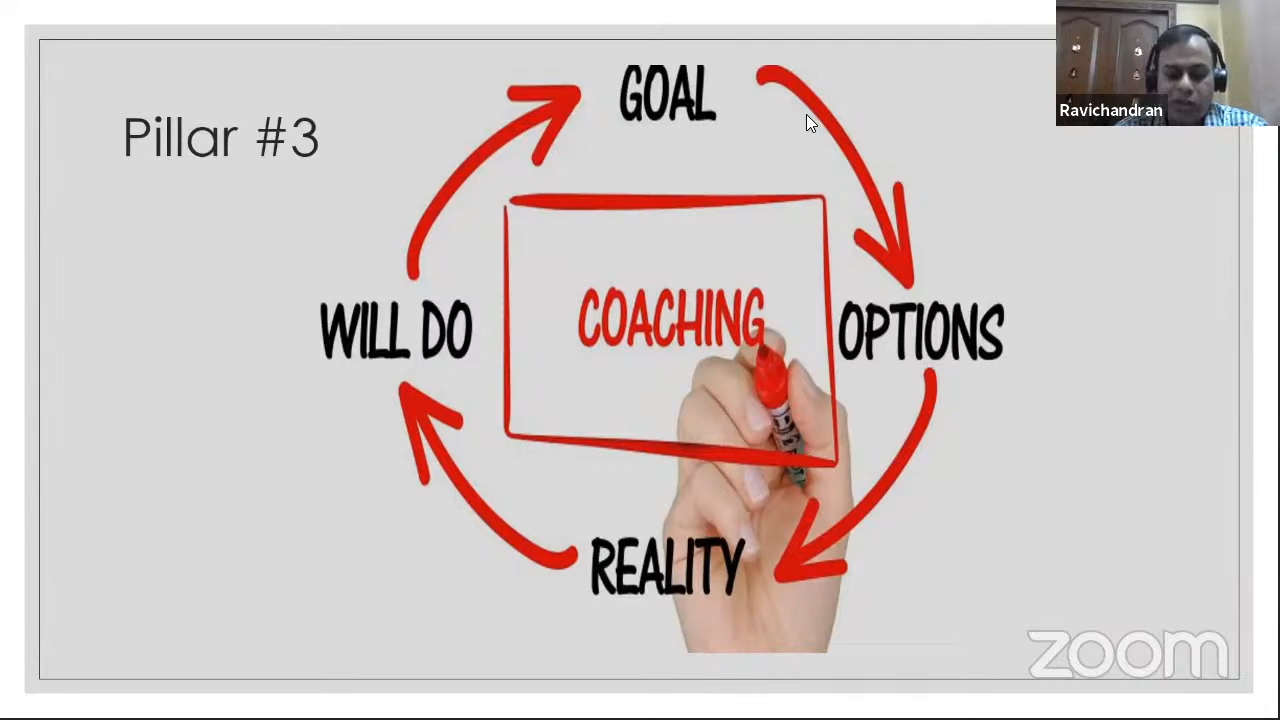 GOAL
Pillar #3
Ravichandran
COACHING
WILL DO
OPTIONS
REALITY
zoom